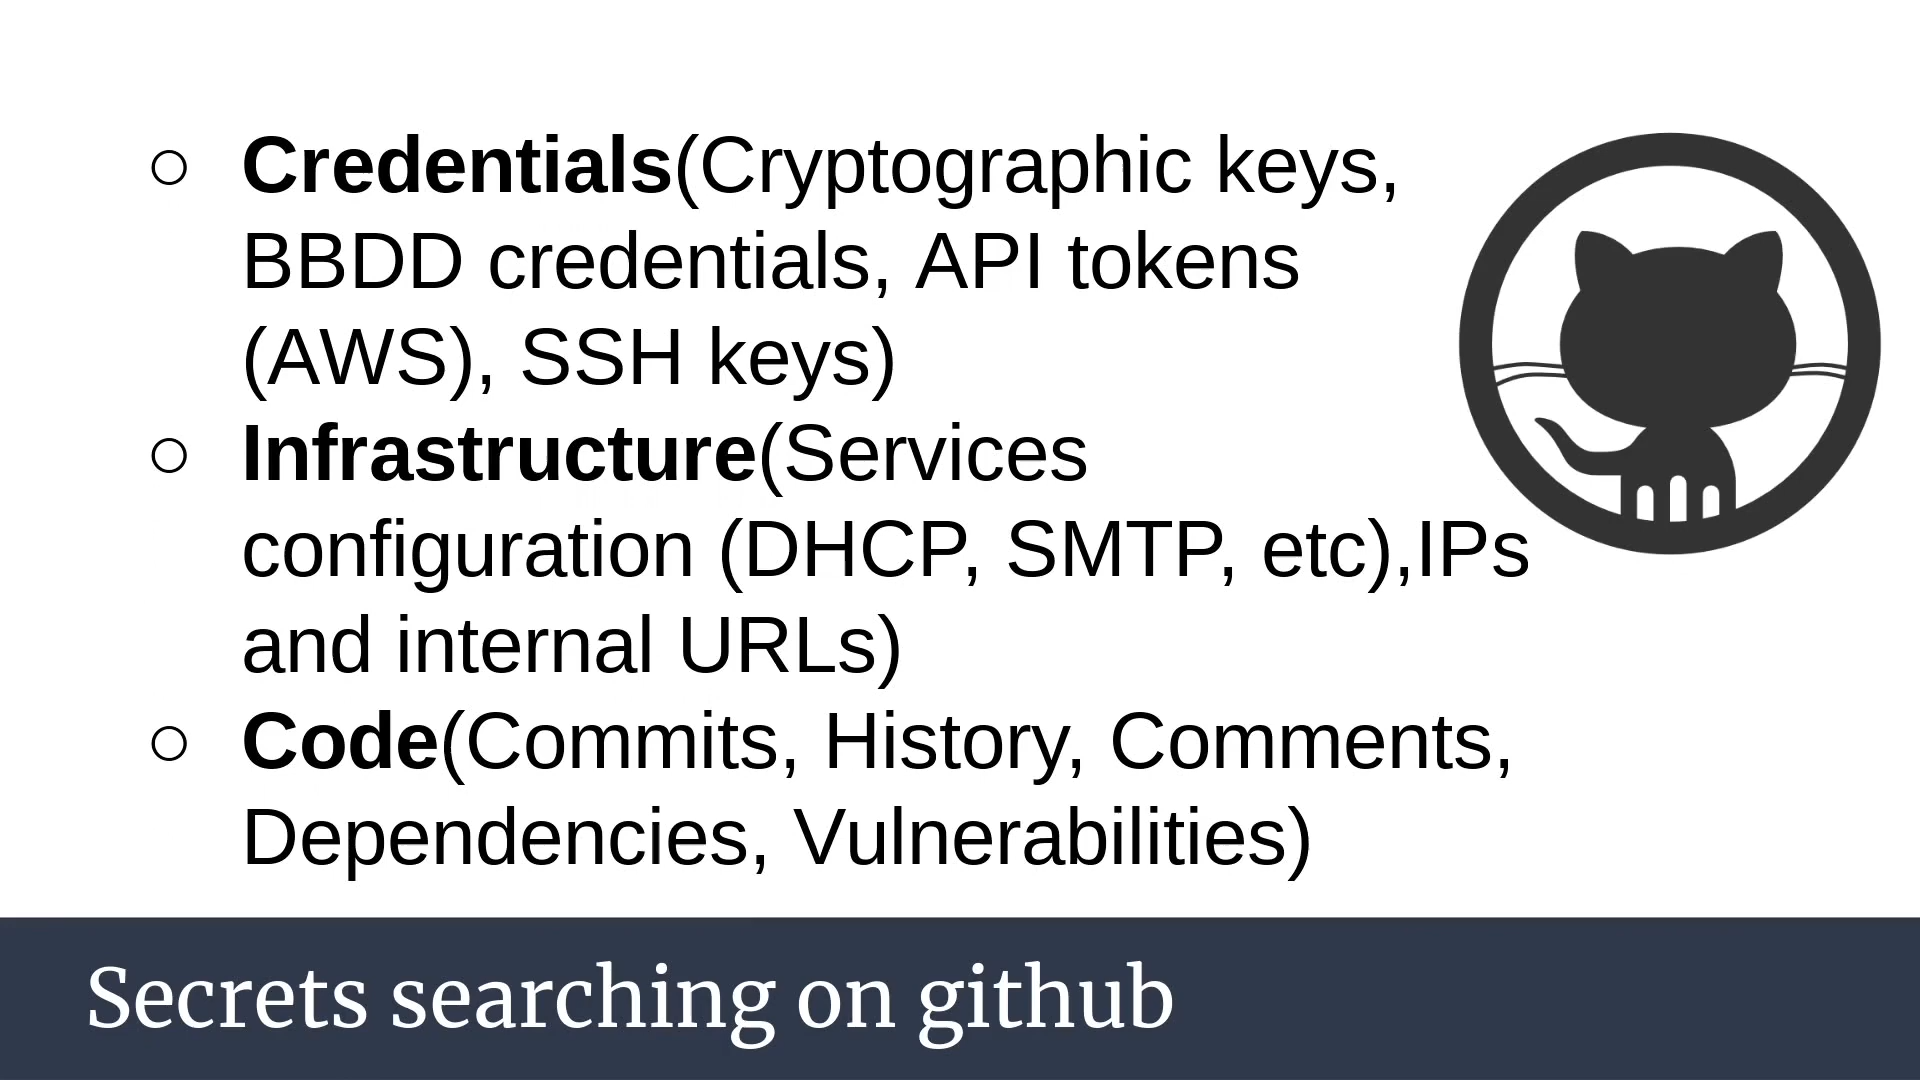 ○ Credentials(Cryptographic keys,
BBDD credentials, API tokens
(AWS), SSH keys)
○ Infrastructure(Services
configuration (DHCP, SMTP, etc),IPs
and internal URLs)
○ Code(Commits, History, Comments,
Dependencies, Vulnerabilities)
Secrets searching on github